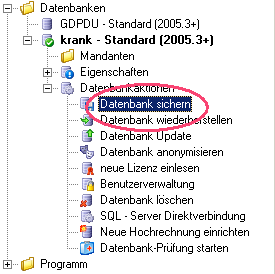 Datenbanken
GDPDU - Standard (2005.3+)
krank - Standard (2005.3+)
Mandanten
Eigenschaften
Datenbankaktionen
Datenbank sichern
Datenbank wiederherstellen
Datenbank Update
Datenbank anonymisieren
neue Lizenz einlesen
Benutzerverwaltung
Datenbank löschen
SQL - Server Direktverbindung
Neue Hochrechnung einrichten
Datenbank-Prüfung starten
Programm